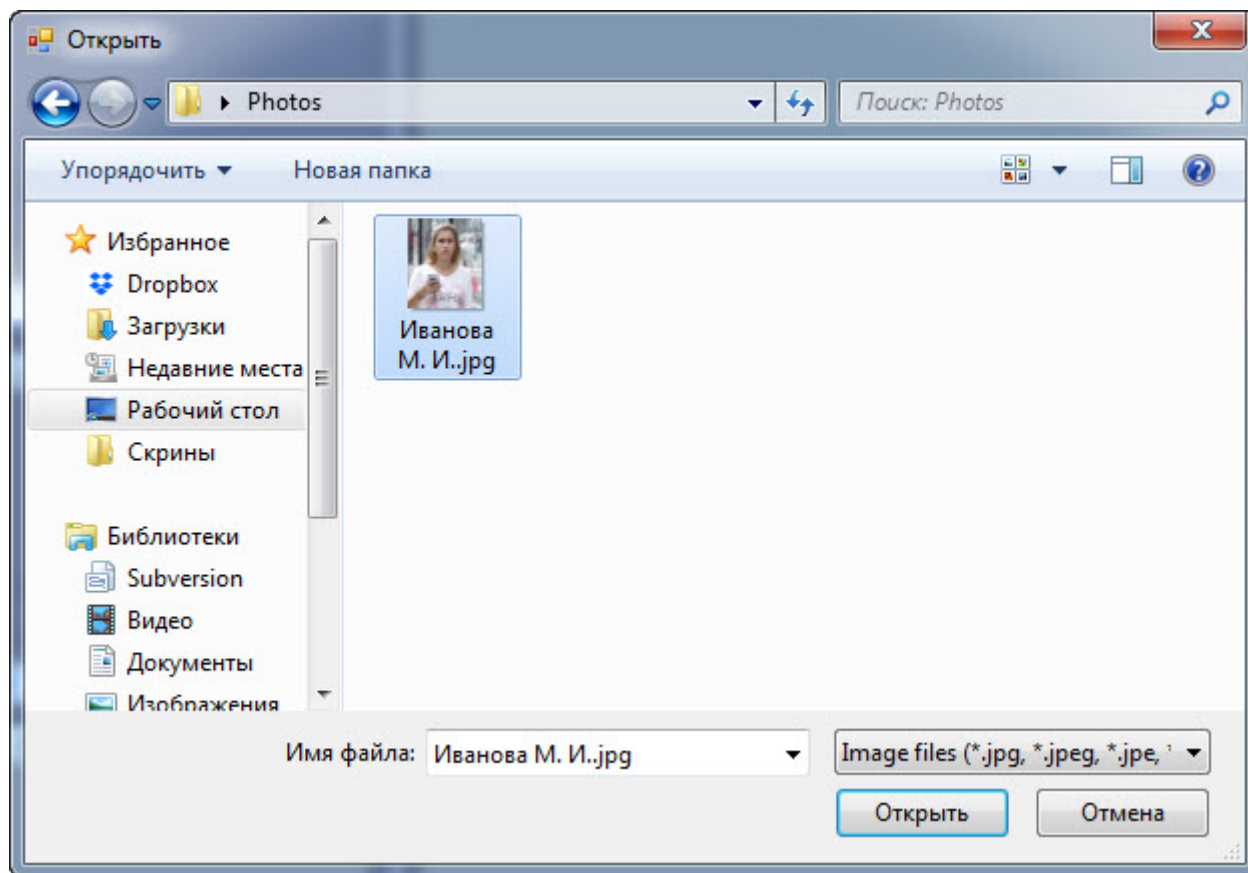 Открыть
Photos
Поиск: Photos
Упорядочить
Новая папка
Избранное
Dropbox
Загрузки
Недавние места
Рабочий стол
Скрины
Библиотеки
Subversion
Видео
Документы
Изображения
Иванова
М. И..jpg
Имя файла:
Иванова М. И..jpg
Image files (*.jpg, *.jpeg, *.jpe,
Открыть
Отмена